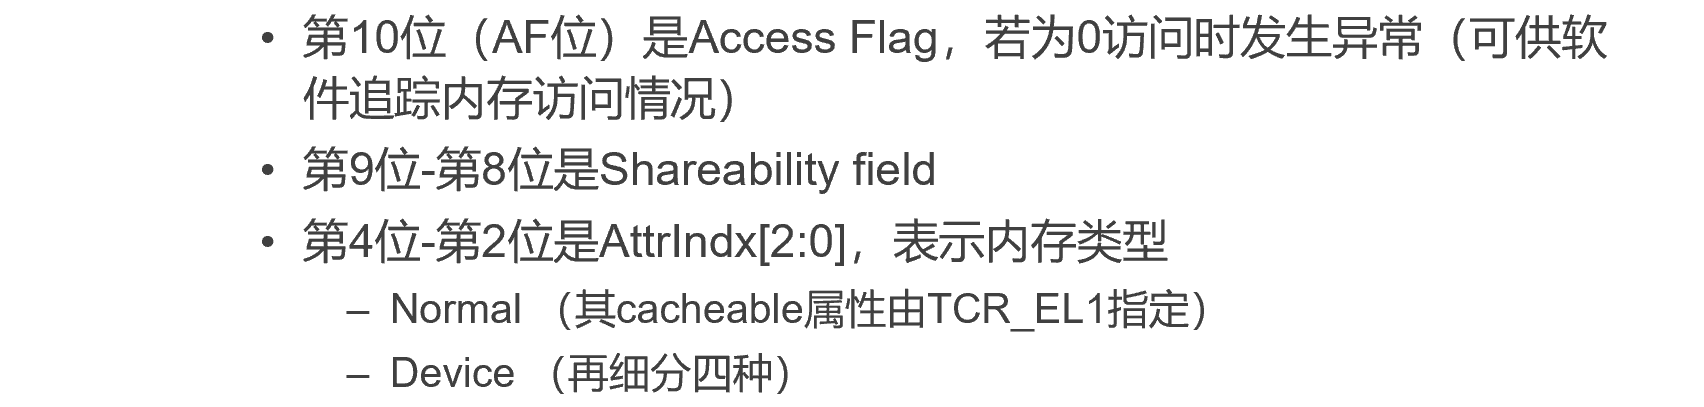 • 第10位（AF位）是Access Flag，若为0访问时发生异常（可供软
件追踪内存访问情况）
• 第9位-第8位是Shareability field
• 第4位-第2位是AttrIndx[2:0]，表示内存类型
– Normal （其cacheable属性由TCR_EL1指定）
– Device （再细分四种）